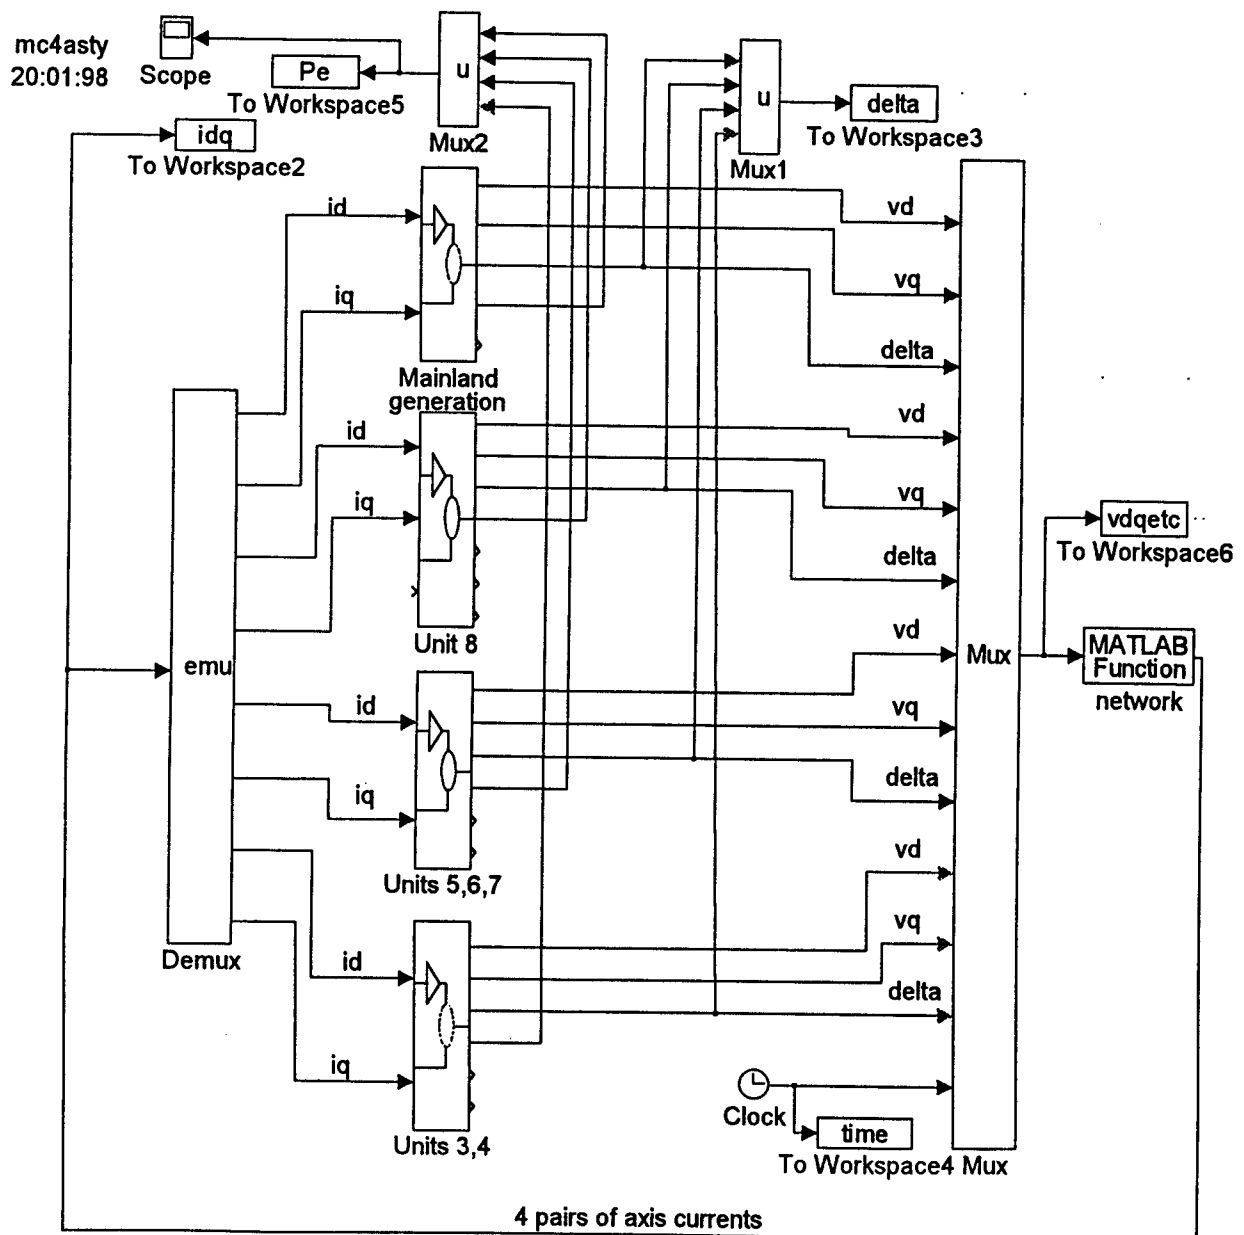 mc4asty
20:01:98
Scope
Pe
To Workspace5
u
Mux2
u
Mux1
delta
To Workspace3
idq
To Workspace2
id
iq
Mainland
generation
vd
vq
delta
id
iq
Unit 8
vd
vq
delta
emu
Demux
id
iq
Units 5,6,7
vd
vq
delta
id
iq
Units 3,4
vd
vq
delta
Mux
vdqetc
To Workspace6
MATLAB
Function
network
Clock
time
To Workspace4
Mux
4 pairs of axis currents